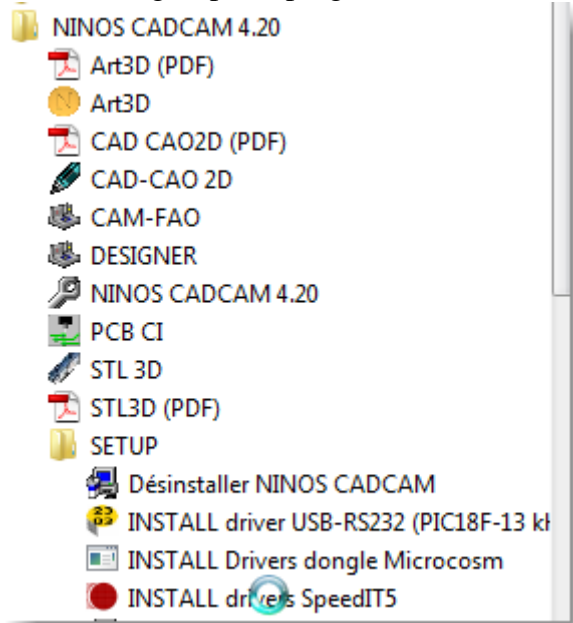 NINOS CADCAM 4.20
Art3D (PDF)
Art3D
CAD CAO2D (PDF)
CAD-CAO 2D
CAM-FAO
DESIGNER
NINOS CADCAM 4.20
PCB CI
STL 3D
STL3D (PDF)
SETUP
Désinstaller NINOS CADCAM
INSTALL driver USB-RS232 (PIC18F-13
INSTALL Drivers dongle Microcosm
INSTALL drivers SpeedIT5